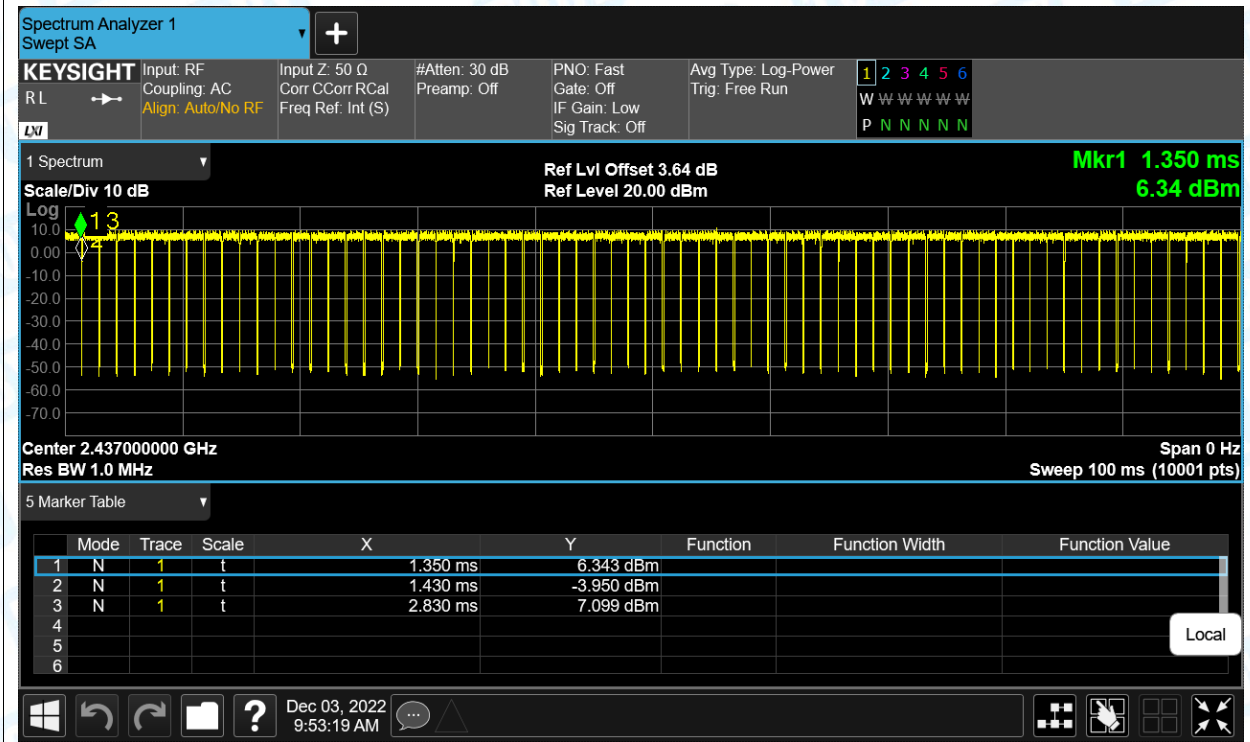 Spectrum Analyzer 1
Swept SA
KEYSIGHT Input: RF Input Z: 50 Ω #Atten: 30 dB PNO: Fast Avg Type: Log-Power 1 2 3 4 5 6
R L Coupling: AC Corr CCorr RCal Preamp: Off Gate: Off Trig: Free Run W W W W W W
Align: Auto/No RF Freq Ref: Int (S) IF Gain: Low P N N N N N
LXI Sig Track: Off
1 Spectrum Ref Lvl Offset 3.64 dB Mkr1 1.350 ms
Scale/Div 10 dB Ref Level 20.00 dBm 6.34 dBm
Log
1 3
10.0
2
0.00
-10.0
-20.0
-30.0
-40.0
-50.0
-60.0
-70.0
Center 2.437000000 GHz Span 0 Hz
Res BW 1.0 MHz Sweep 100 ms (10001 pts)
5 Marker Table
Mode Trace Scale X Y Function Function Width Function Value
1 N 1 t 1.350 ms 6.343 dBm
2 N 1 t 1.430 ms -3.950 dBm
3 N 1 t 2.830 ms 7.099 dBm
4
5
6
Local
? Dec 03, 2022
9:53:19 AM